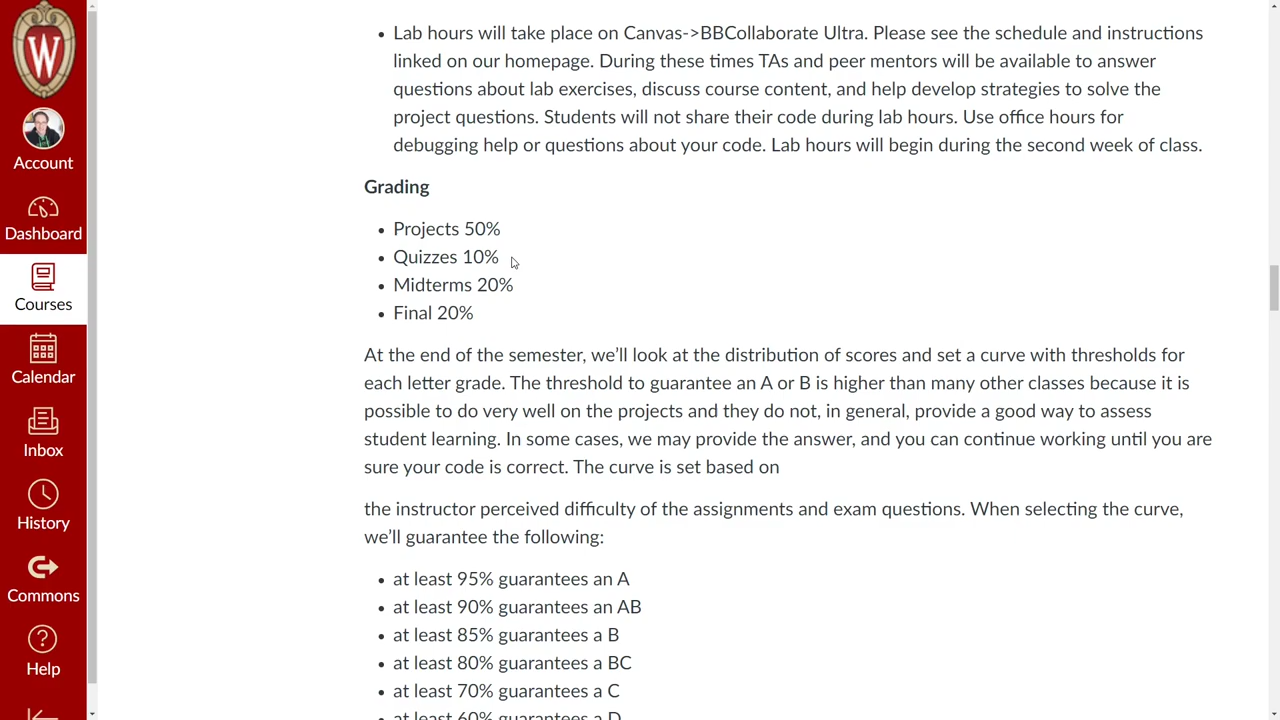 W
Account
Dashboard
Courses
Calendar
Inbox
History
Commons
Help
• Lab hours will take place on Canvas->BBCollaborate Ultra. Please see the schedule and instructions
linked on our homepage. During these times TAs and peer mentors will be available to answer
questions about lab exercises, discuss course content, and help develop strategies to solve the
project questions. Students will not share their code during lab hours. Use office hours for
debugging help or questions about your code. Lab hours will begin during the second week of class.
Grading
• Projects 50%
• Quizzes 10%
• Midterms 20%
• Final 20%
At the end of the semester, we’ll look at the distribution of scores and set a curve with thresholds for
each letter grade. The threshold to guarantee an A or B is higher than many other classes because it is
possible to do very well on the projects and they do not, in general, provide a good way to assess
student learning. In some cases, we may provide the answer, and you can continue working until you are
sure your code is correct. The curve is set based on
the instructor perceived difficulty of the assignments and exam questions. When selecting the curve,
we’ll guarantee the following:
• at least 95% guarantees an A
• at least 90% guarantees an AB
• at least 85% guarantees a B
• at least 80% guarantees a BC
• at least 70% guarantees a C
• at least 60% guarantees a D